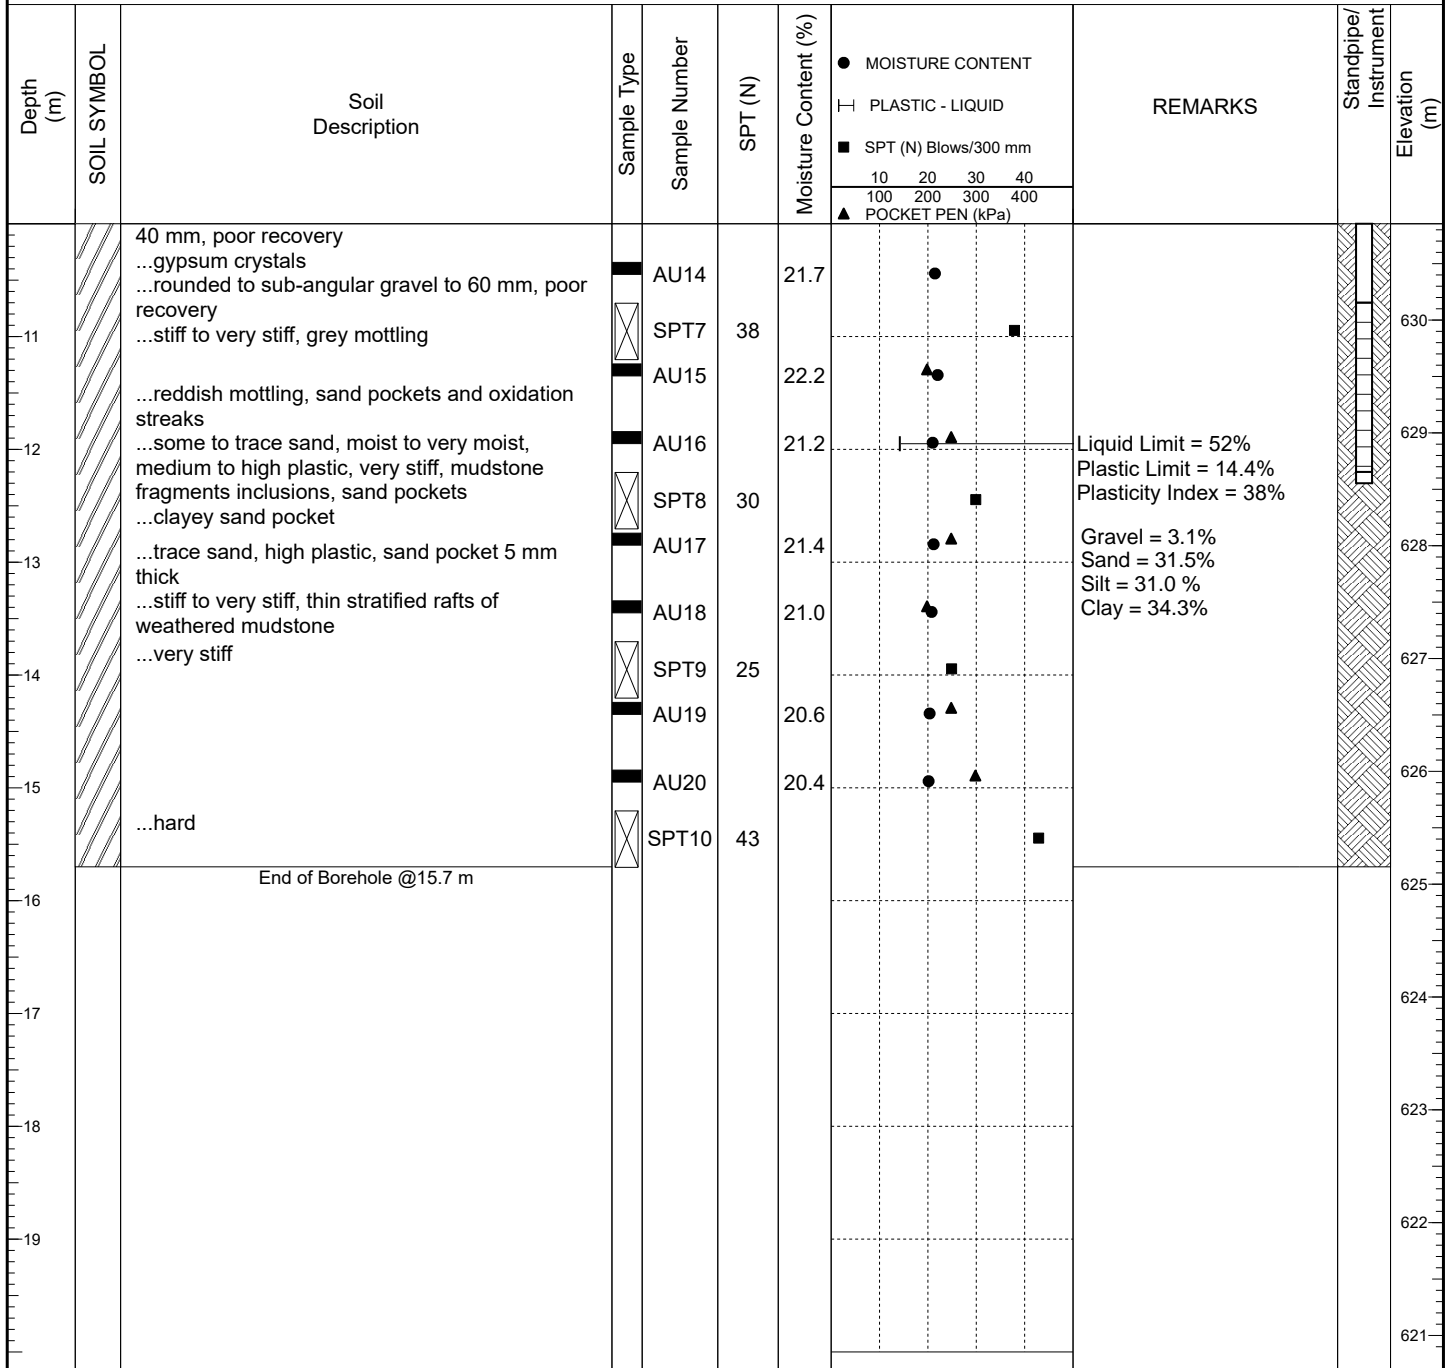 Depth
(m)
SOIL SYMBOL
Soil
Description
Sample Type
Sample Number
SPT (N)
Moisture Content (%)
MOISTURE CONTENT
PLASTIC - LIQUID
SPT (N) Blows/300 mm
10 20 30 40
100 200 300 400
POCKET PEN (kPa)
REMARKS
Standpipe/
Instrument
Elevation
(m)
40 mm, poor recovery
...gypsum crystals
...rounded to sub-angular gravel to 60 mm, poor
recovery
...stiff to very stiff, grey mottling
...reddish mottling, sand pockets and oxidation
streaks
...some to trace sand, moist to very moist,
medium to high plastic, very stiff, mudstone
fragments inclusions, sand pockets
...clayey sand pocket
...trace sand, high plastic, sand pocket 5 mm
thick
...stiff to very stiff, thin stratified rafts of
weathered mudstone
...very stiff
...hard
End of Borehole @15.7 m
11
12
13
14
15
16
17
18
19
AU14 21.7
SPT7 38
AU15 22.2
AU16 21.2
SPT8 30
AU17 21.4
AU18 21.0
SPT9 25
AU19 20.6
AU20 20.4
SPT10 43
Liquid Limit = 52%
Plastic Limit = 14.4%
Plasticity Index = 38%
Gravel = 3.1%
Sand = 31.5%
Silt = 31.0 %
Clay = 34.3%
630
629
628
627
626
625
624
623
622
621